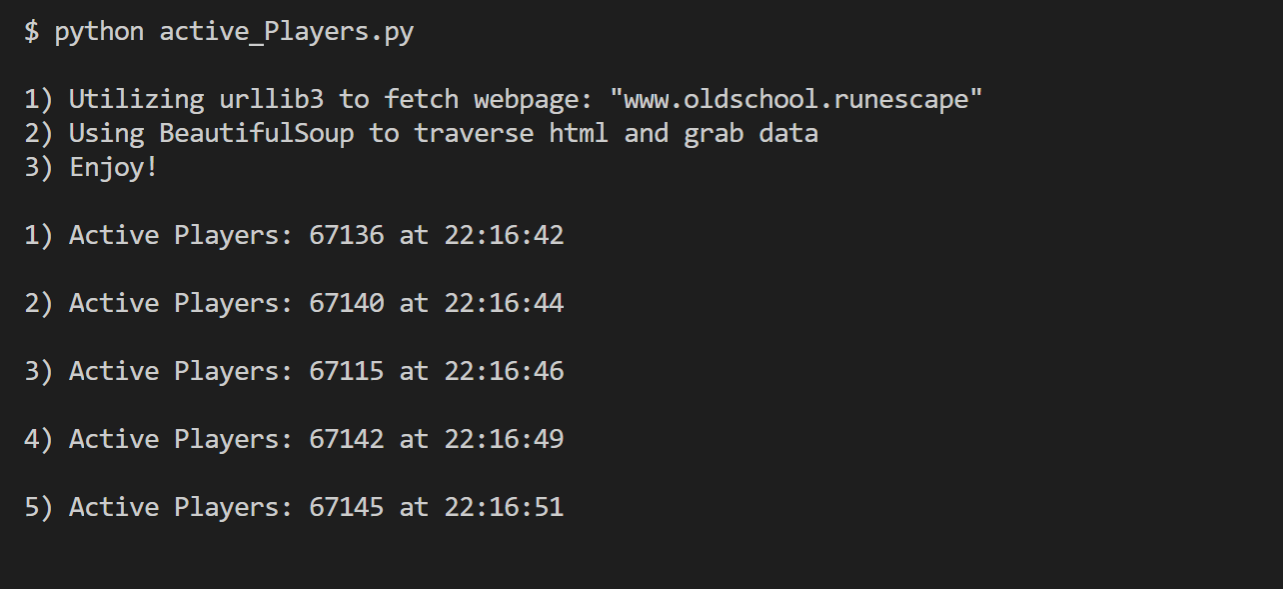 $ python active_Players.py
1) Utilizing urllib3 to fetch webpage: "www.oldschool.runescape"
2) Using BeautifulSoup to traverse html and grab data
3) Enjoy!
1) Active Players: 67136 at 22:16:42
2) Active Players: 67140 at 22:16:44
3) Active Players: 67115 at 22:16:46
4) Active Players: 67142 at 22:16:49
5) Active Players: 67145 at 22:16:51